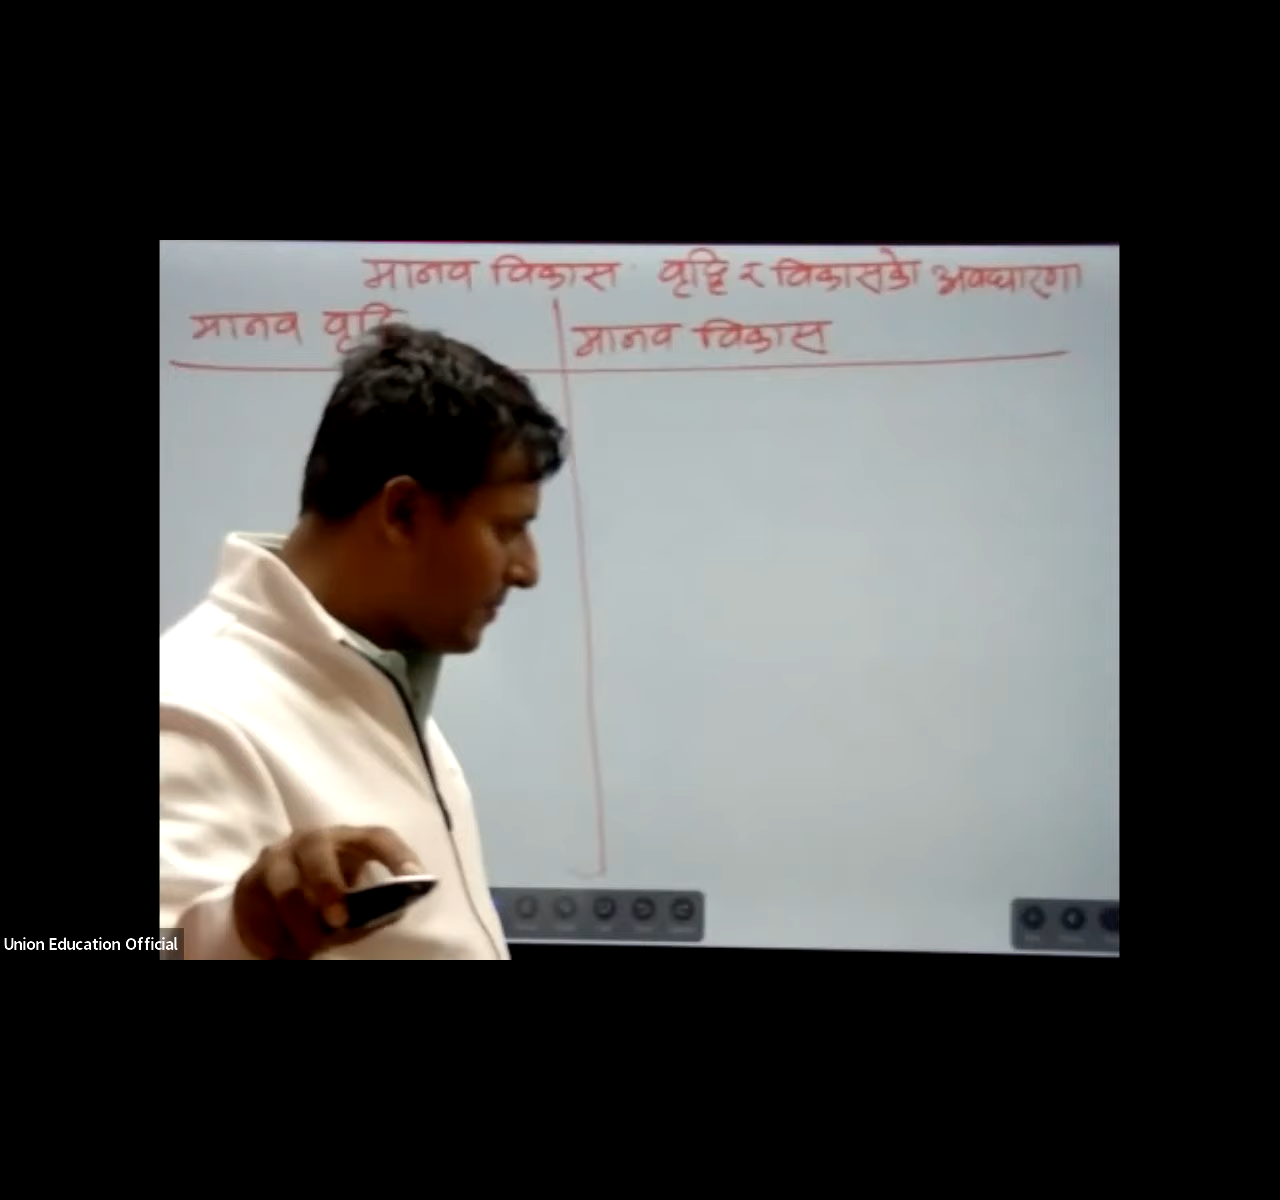 मानव विकास वृद्धि र विकासको अवधारणा
मानव वृद्धि
मानव विकास
Union Education Official